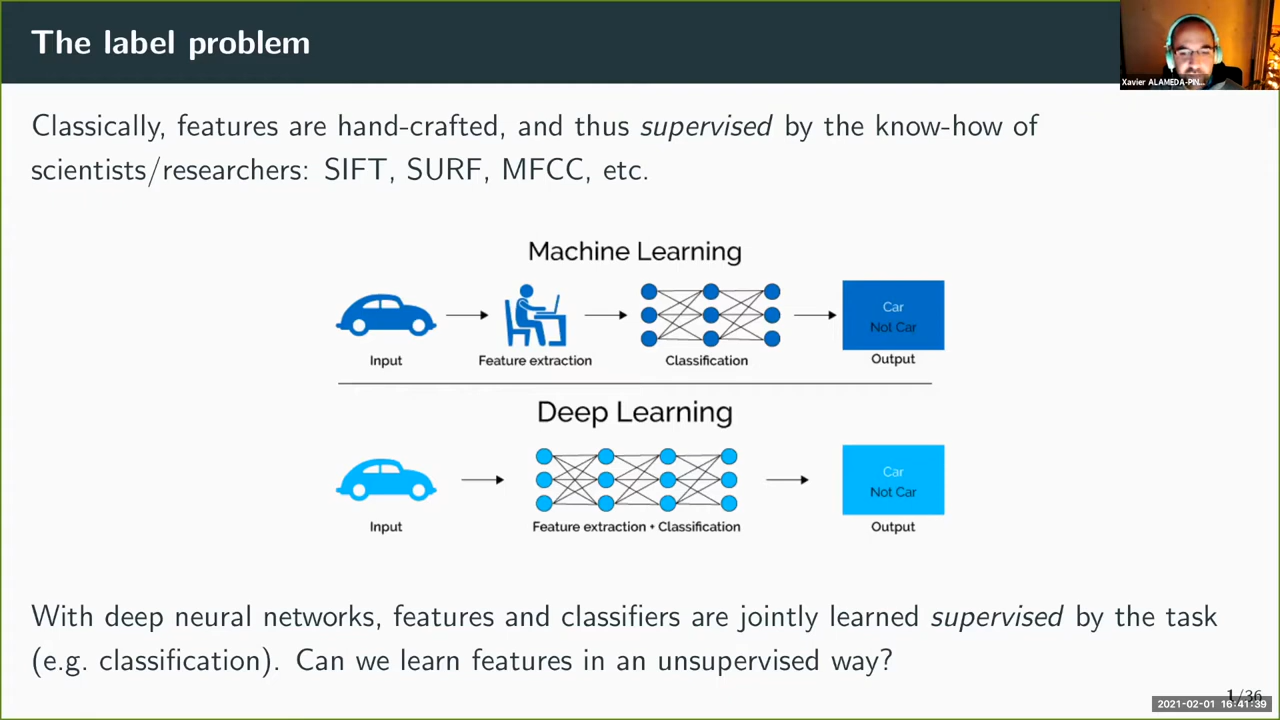 The label problem
Xavier ALAMEDA-PIN...
Classically, features are hand-crafted, and thus supervised by the know-how of
scientists/researchers: SIFT, SURF, MFCC, etc.
Machine Learning
Car
Not Car
Input
Feature extraction
Classification
Output
Deep Learning
Car
Not Car
Input
Feature extraction + Classification
Output
With deep neural networks, features and classifiers are jointly learned supervised by the task
(e.g. classification). Can we learn features in an unsupervised way?
1/36
2021-02-01 16:41:39